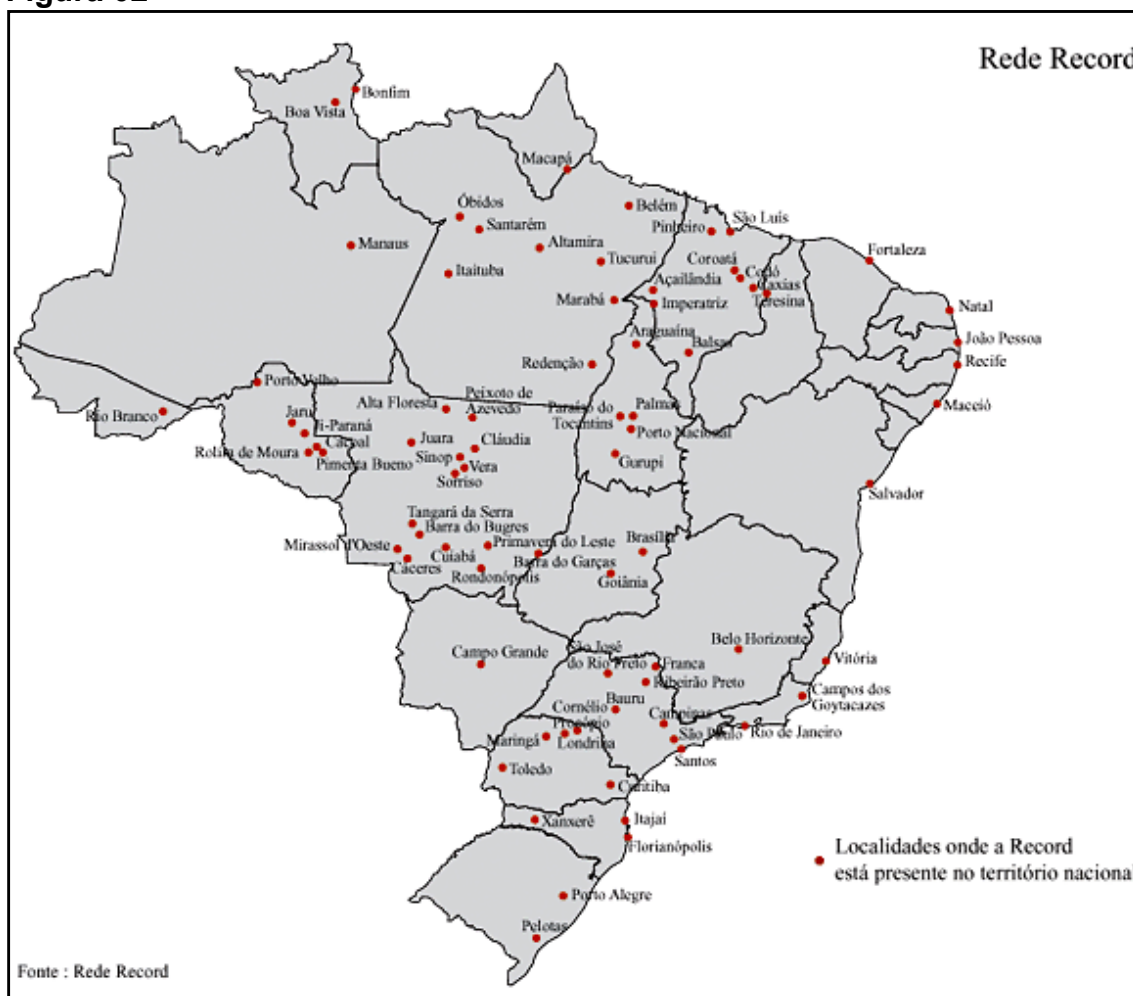 Rede Record
Bonfim
Boa Vista
Macapá
Óbidos
Santarém
Belém
Pinheiro
São Luís
Manaus
Altamira
Tucurui
Fortaleza
Itaituba
Coroatá
Codó
Açailândia
Caxias
Teresina
Marabá
Imperatriz
Natal
Araguaína
João Pessoa
Balsas
Redenção
Recife
Porto Velho
Peixoto de
Azevedo
Alta Floresta
Maceió
Rio Branco
Jaru
Paraíso do
Tocantins
Palmas
Porto Nacional
Ji-Paraná
Cacoal
Juara
Cláudia
Rolim de Moura
Pimenta Bueno
Sinop
Vera
Gurupi
Sorriso
Salvador
Tangará da Serra
Barra do Bugres
Mirassol d'Oeste
Cuiabá
Primavera do Leste
Brasília
Cáceres
Barra do Garças
Rondonópolis
Goiânia
Campo Grande
São José
do Rio Preto
Franca
Belo Horizonte
Vitória
Ribeirão Preto
Campos dos
Goytacazes
Bauru
Cornélio
Procópio
Campinas
Rio de Janeiro
Maringá
Londrina
São Paulo
Santos
Toledo
Curitiba
Xanxerê
Itajaí
Florianópolis
Localidades onde a Record
está presente no território nacional
Porto Alegre
Pelotas
Fonte : Rede Record